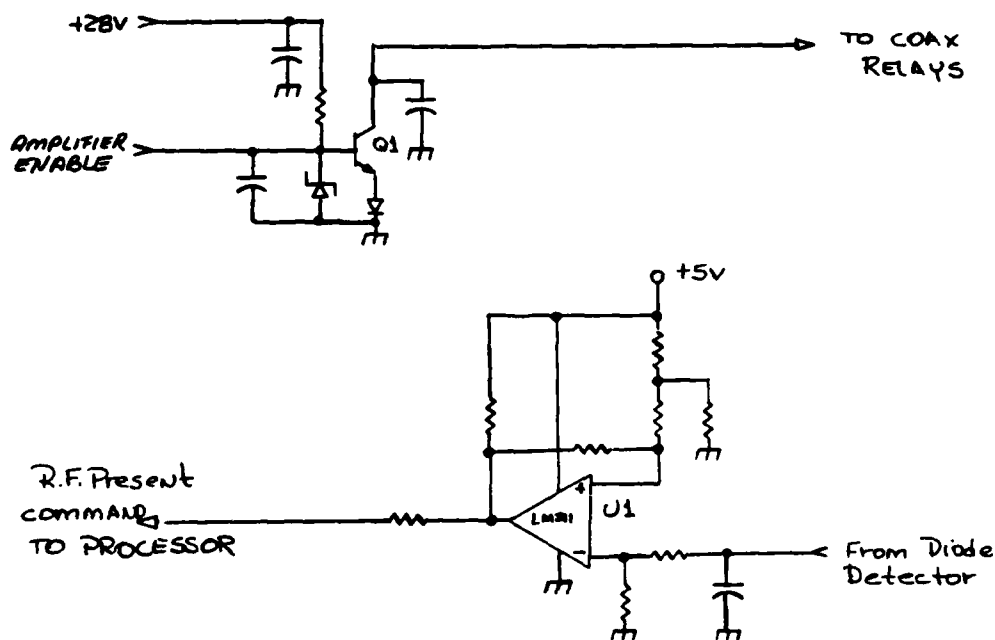 +28V
TO COAX
RELAYS
AMPLIFIER
ENABLE
Q1
+5V
R.F. Present
COMMAND
TO PROCESSOR
+
LM311
U1
-
From Diode
Detector